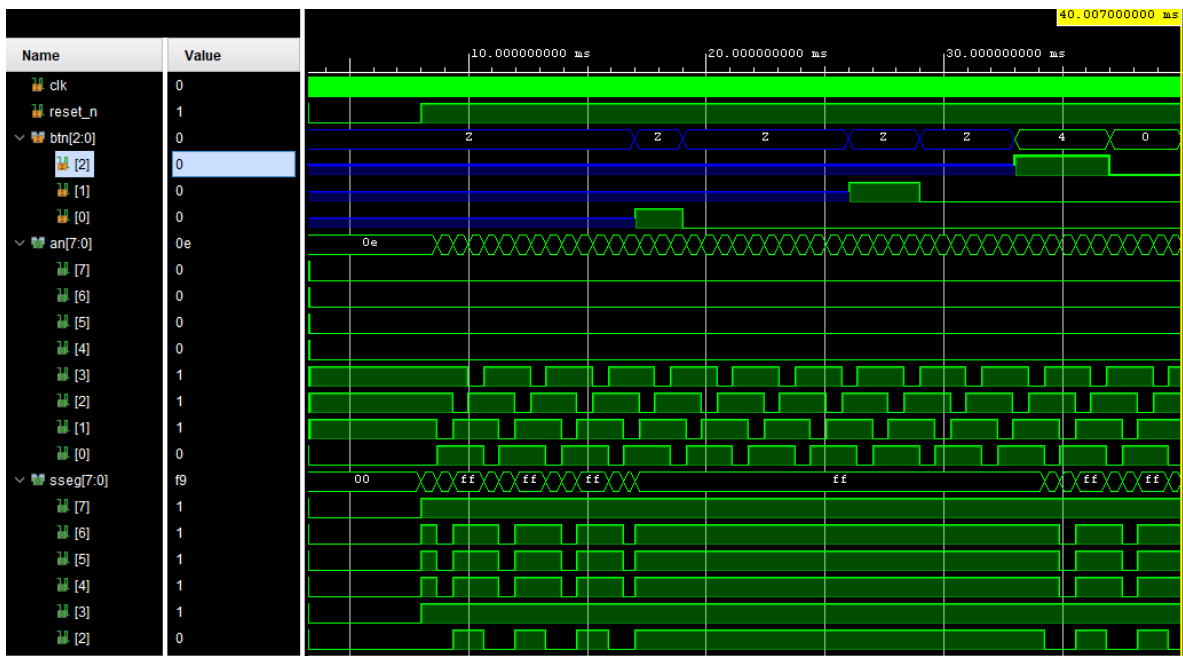 40.007000000 ms
Name Value
10.000000000 ms 20.000000000 ms 30.000000000 ms
clk 0
reset_n 1
btn[2:0] 0 Z Z Z Z Z 4 0
[2] 0
[1] 0
[0] 0
an[7:0] 0e 0e
[7] 0
[6] 0
[5] 0
[4] 0
[3] 1
[2] 1
[1] 1
[0] 0
sseg[7:0] f9 00 ff ff ff ff ff ff
[7] 1
[6] 1
[5] 1
[4] 1
[3] 1
[2] 0